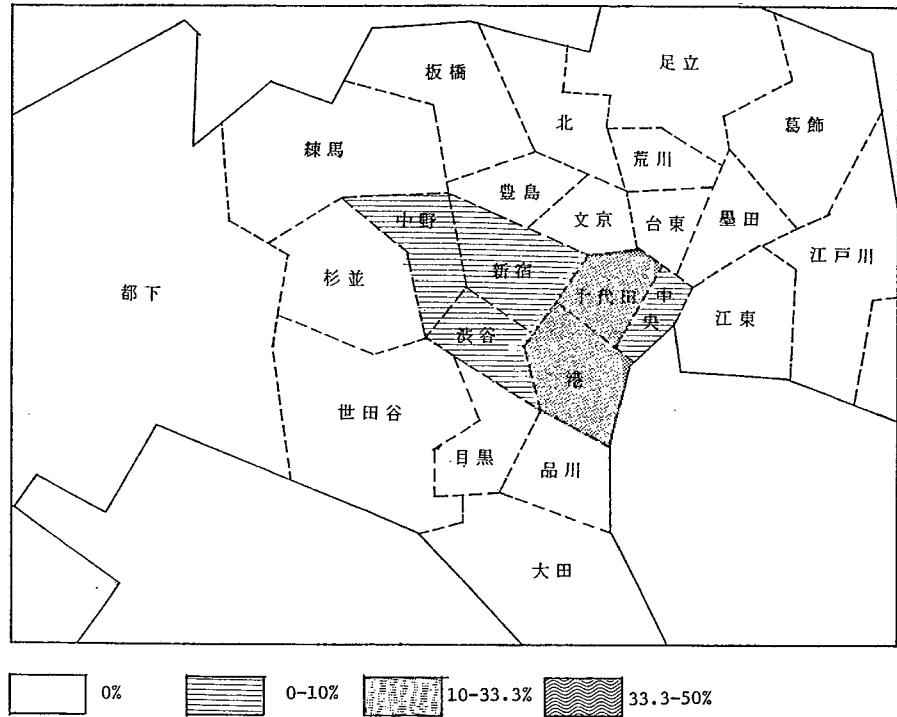 足立
板橋
北
葛飾
練馬
荒川
豊島
中野
文京
台東
墨田
新宿
江戸川
杉並
千代田
中央
都下
江東
渋谷
港
世田谷
目黒
品川
大田
0%
0-10%
10-33.3%
33.3-50%